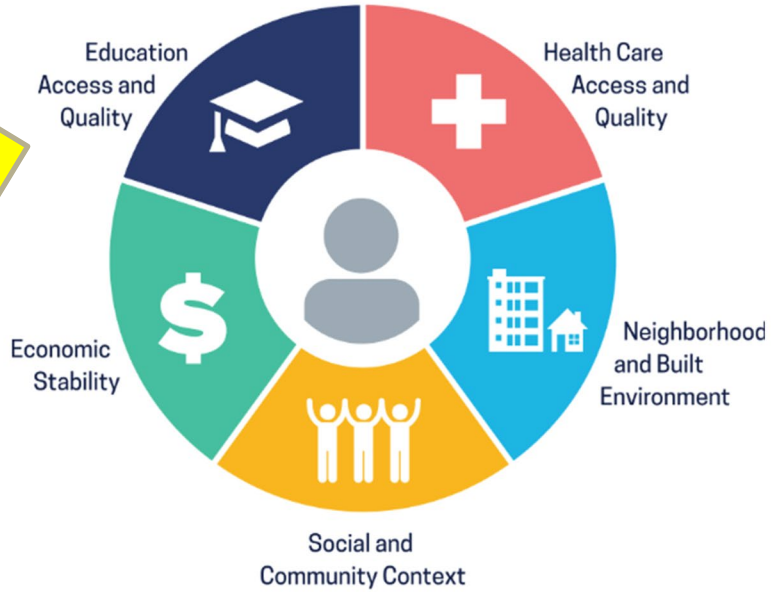 Education
Access and
Quality
Health Care
Access and
Quality
Economic
Stability
Neighborhood
and Built
Environment
Social and
Community Context